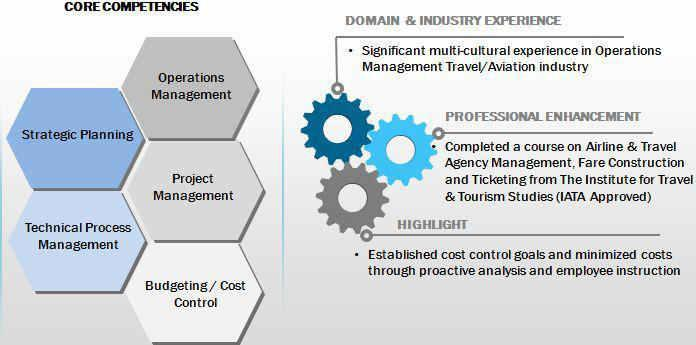 CORE COMPETENCIES
Operations
Management
Strategic Planning
Project
Management
Technical Process
Management
Budgeting / Cost
Control
DOMAIN & INDUSTRY EXPERIENCE
• Significant multi-cultural experience in Operations
Management Travel/Aviation industry
PROFESSIONAL ENHANCEMENT
• Completed a course on Airline & Travel
Agency Management, Fare Construction
and Ticketing from The Institute for Travel
& Tourism Studies (IATA Approved)
HIGHLIGHT
• Established cost control goals and minimized costs
through proactive analysis and employee instruction